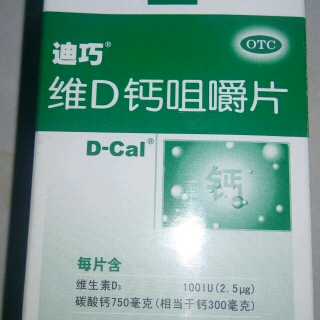 迪巧®
OTC
维D钙咀嚼片
D-Cal®
钙
每片含
维生素D₃ 100IU(2.5μg)
碳酸钙750毫克(相当于钙300毫克)